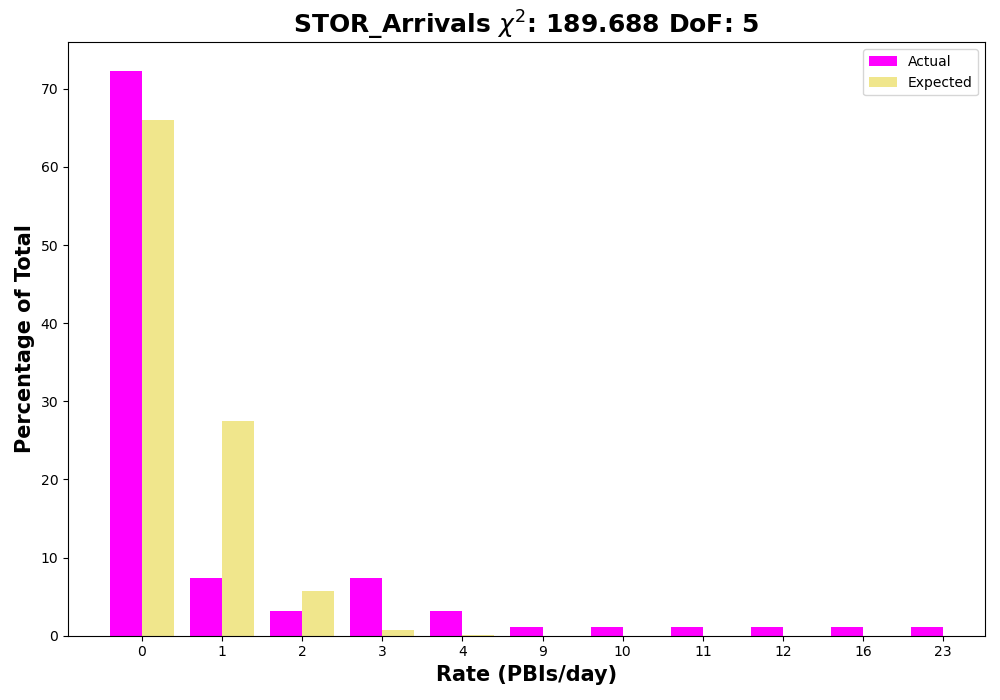 STOR_Arrivals χ²: 189.688 DoF: 5
Actual
Expected
Percentage of Total
70
60
50
40
30
20
10
0
0 1 2 3 4 9 10 11 12 16 23
Rate (PBIs/day)